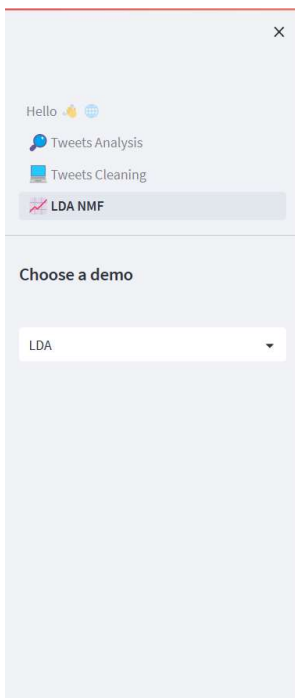 Hello 👋 🌐
🔎 Tweets Analysis
💻 Tweets Cleaning
📈 LDA NMF
Choose a demo
LDA